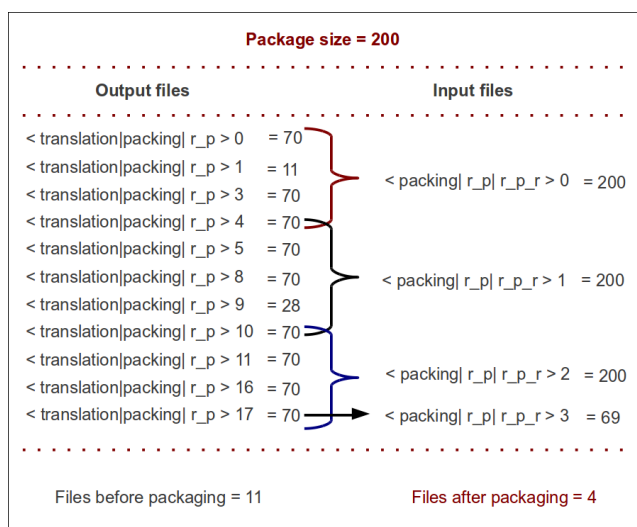 Package size = 200
Output files Input files
< translation|packing| r_p > 0 = 70
< translation|packing| r_p > 1 = 11
< packing| r_p| r_p_r > 0 = 200
< translation|packing| r_p > 3 = 70
< translation|packing| r_p > 4 = 70
< translation|packing| r_p > 5 = 70
< translation|packing| r_p > 8 = 70
< packing| r_p| r_p_r > 1 = 200
< translation|packing| r_p > 9 = 28
< translation|packing| r_p > 10 = 70
< translation|packing| r_p > 11 = 70
< packing| r_p| r_p_r > 2 = 200
< translation|packing| r_p > 16 = 70
< translation|packing| r_p > 17 = 70
< packing| r_p| r_p_r > 3 = 69
Files before packaging = 11 Files after packaging = 4